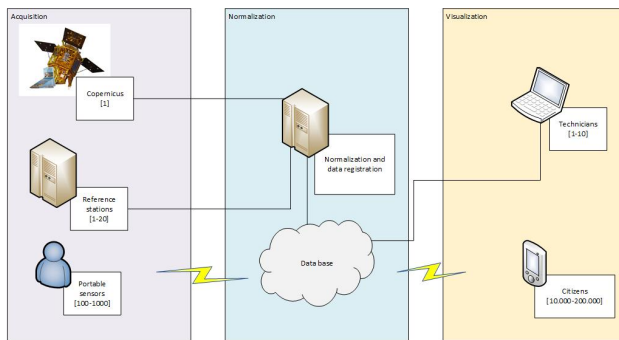 Acquisition
Copernicus
[1]
Reference
stations
[1-20]
Portable
sensors
[100-1000]
Normalization
Normalization and
data registration
Data base
Visualization
Technicians
[1-10]
Citizens
[10.000-200.000]